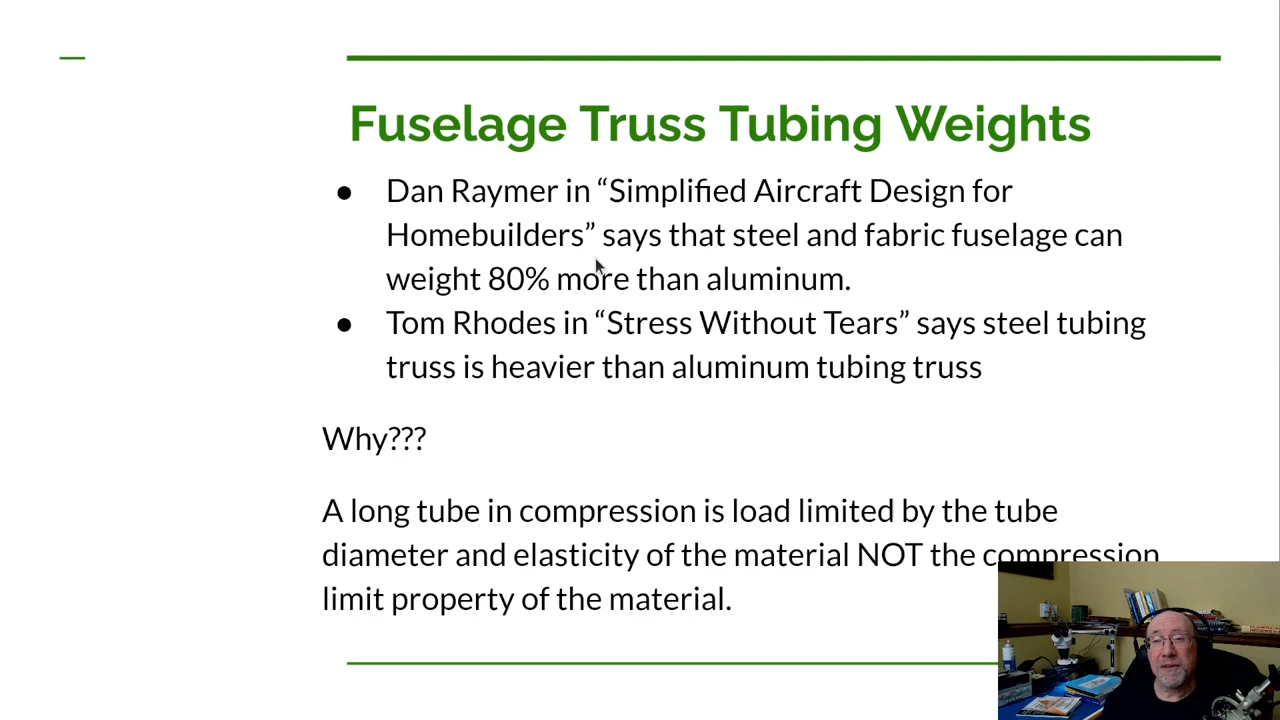 Fuselage Truss Tubing Weights
● Dan Raymer in “Simplified Aircraft Design for
Homebuilders” says that steel and fabric fuselage can
weight 80% more than aluminum.
● Tom Rhodes in “Stress Without Tears” says steel tubing
truss is heavier than aluminum tubing truss
Why???
A long tube in compression is load limited by the tube
diameter and elasticity of the material NOT the compression
limit property of the material.